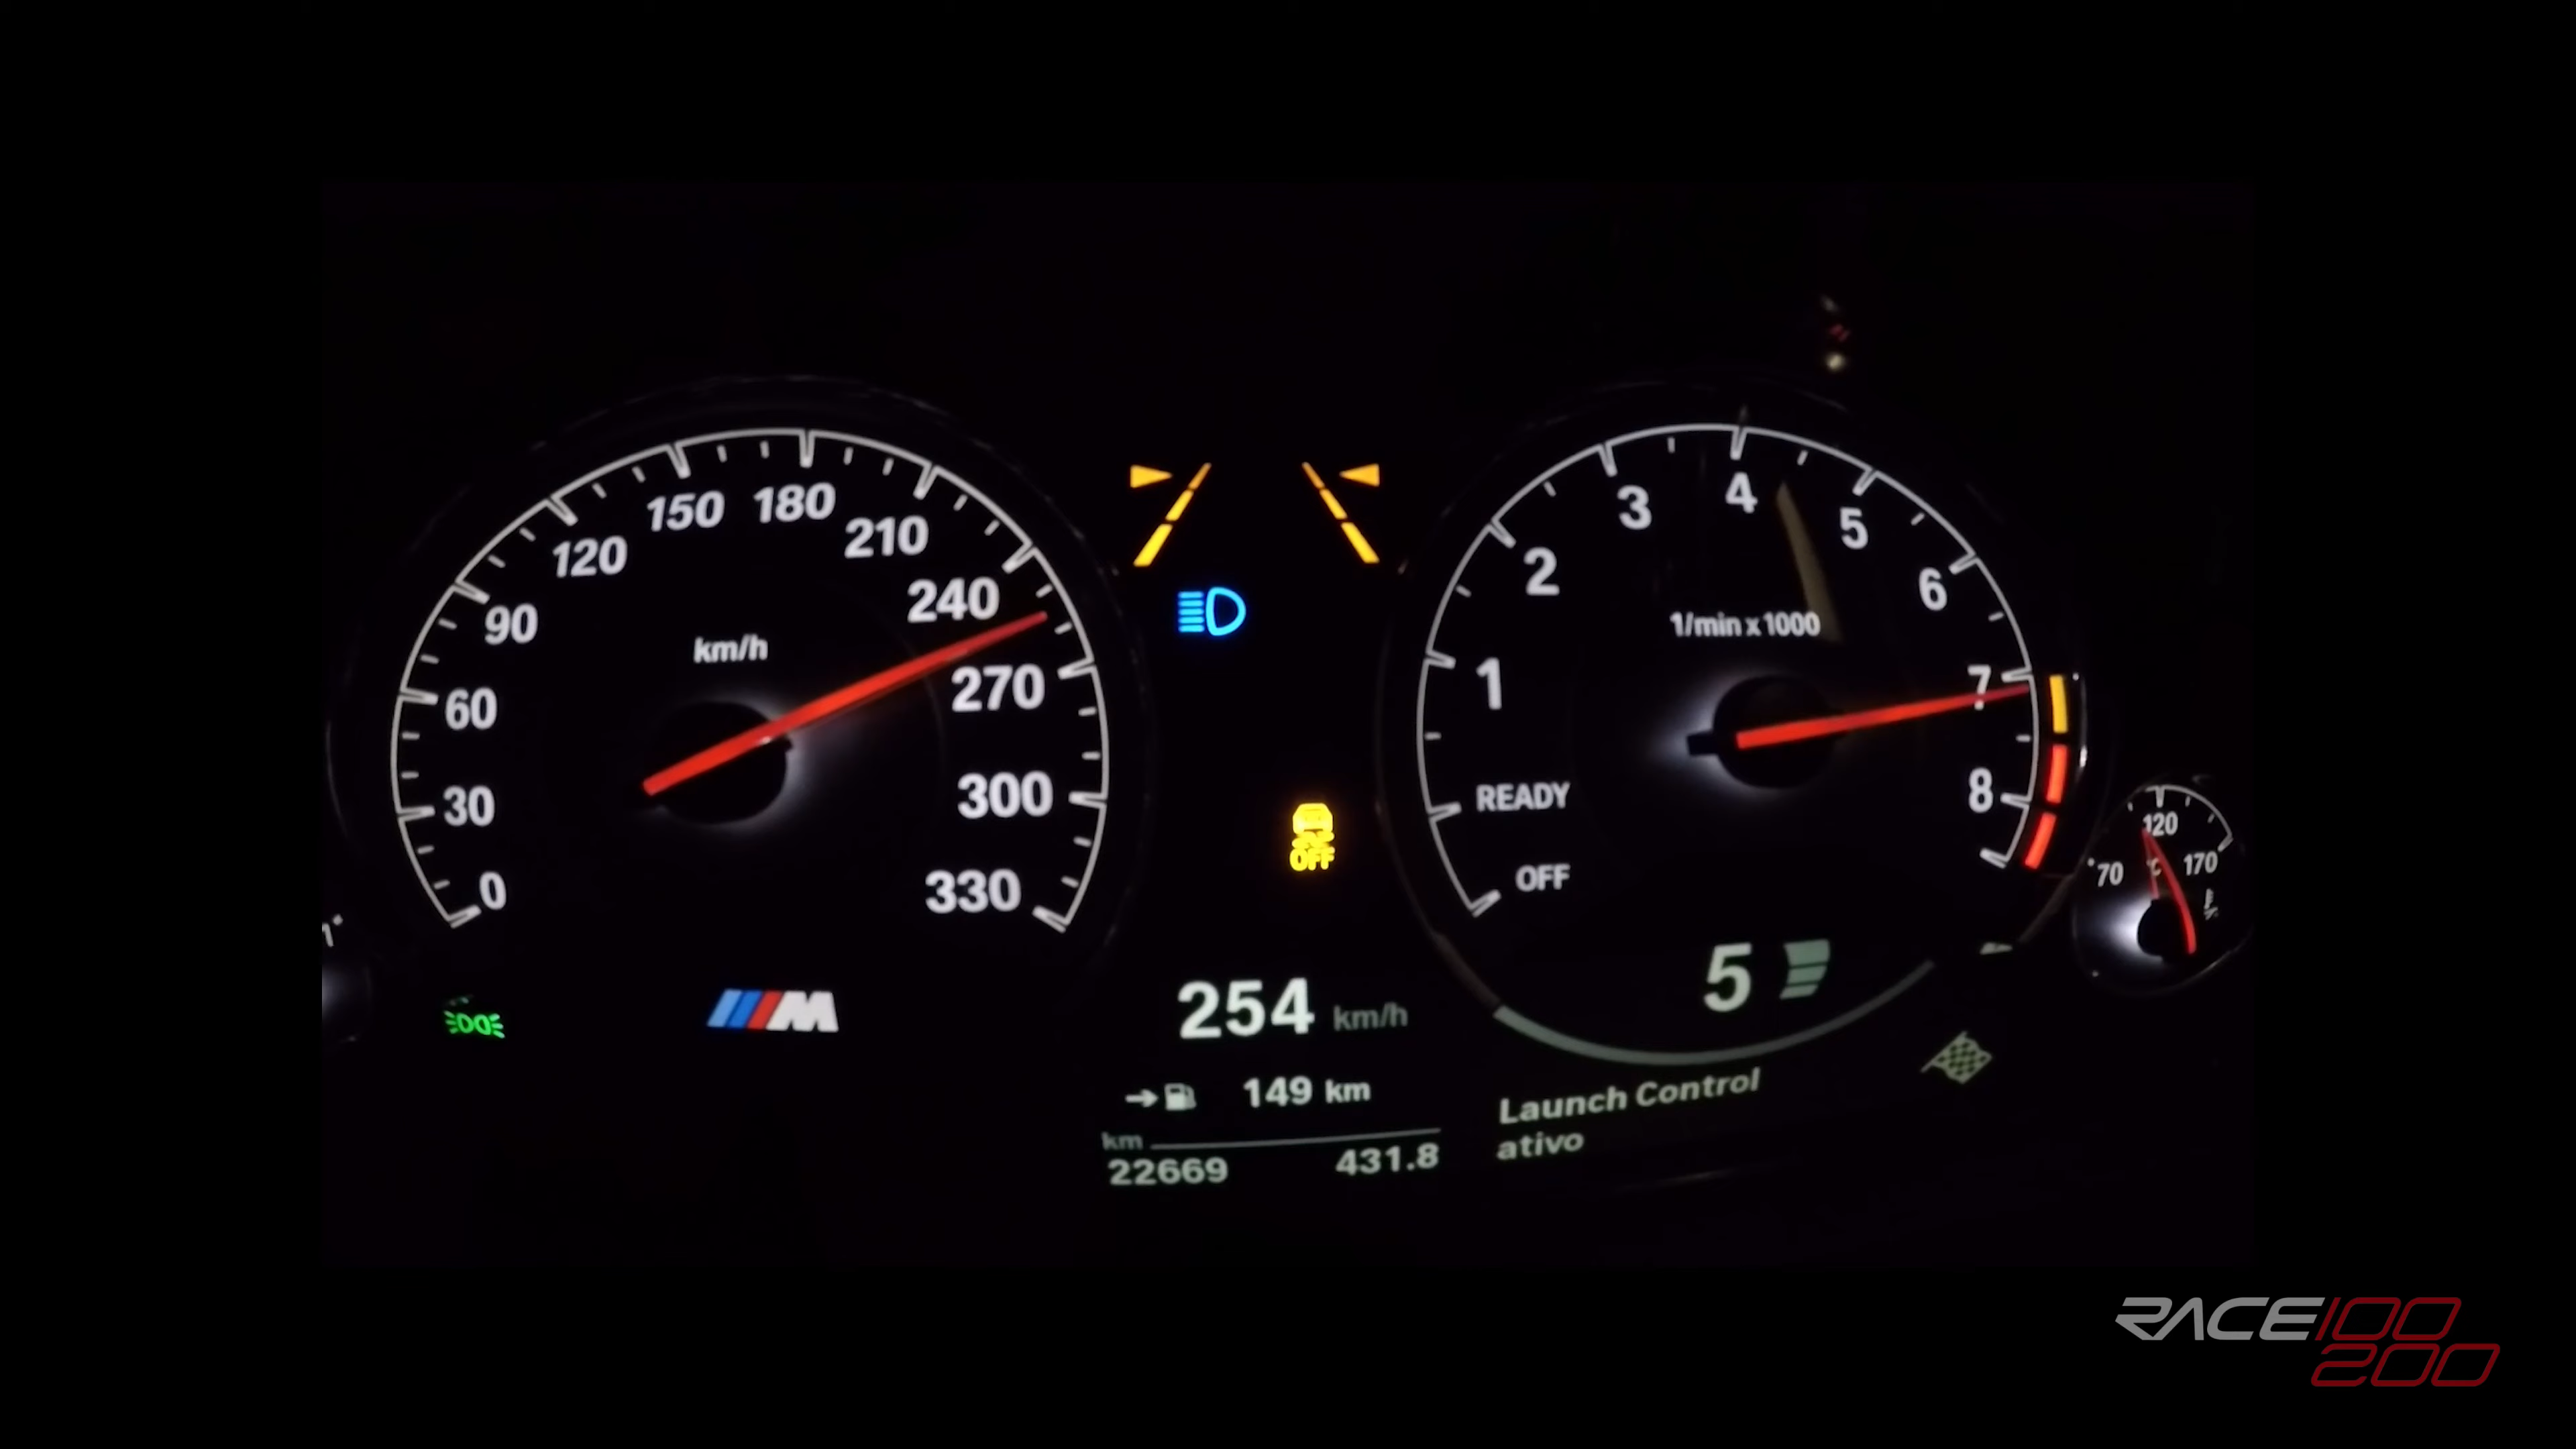 0
30
60
90
120
150
180
210
240
270
300
330
km/h
M
254 km/h
149 km
km
22669 431.8
OFF
READY
1
2
3
4
5
6
7
8
1/min x 1000
OFF
5
Launch Control
ativo
70
120
170
°C
RACE100
200